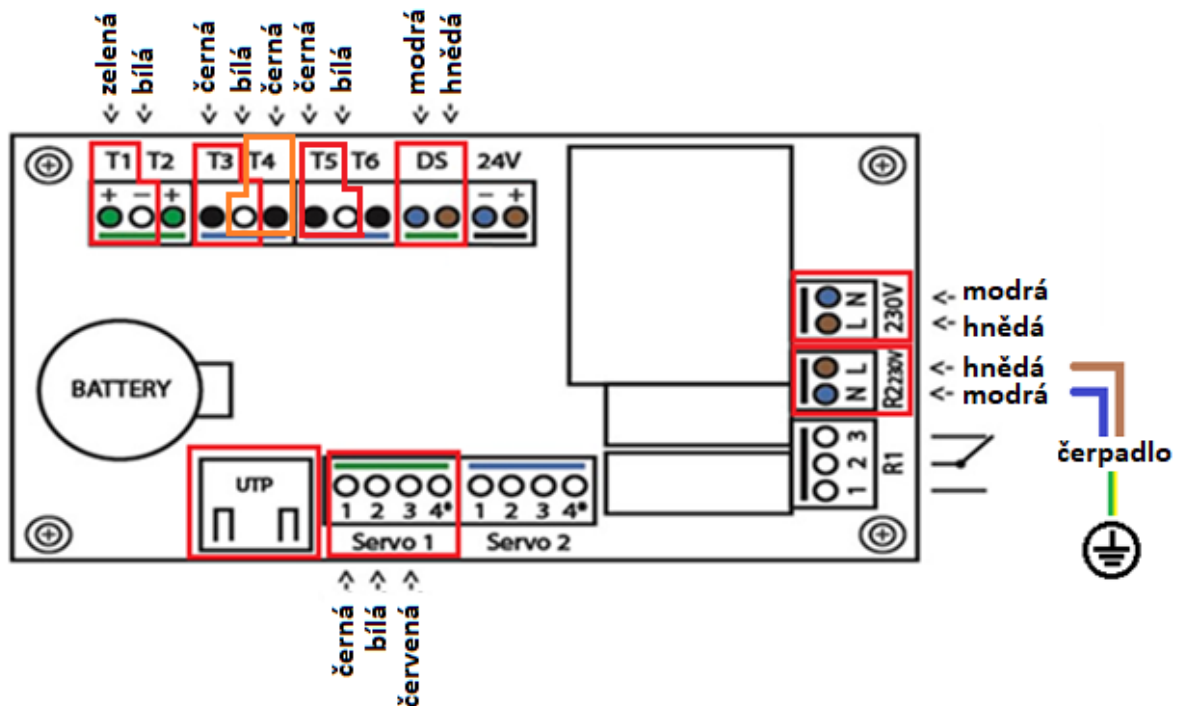 zelená
bílá
černá
bílá
černá
černá
bílá
modrá
hnědá
T1 T2 T3 T4 T5 T6 DS 24V
+ − + − +
N
L
230V
modrá
hnědá
L
N
R2 230V
hnědá
modrá
3
2
1
R1
čerpadlo
BATTERY
UTP
1 2 3 4* 1 2 3 4*
Servo 1 Servo 2
černá
bílá
červená